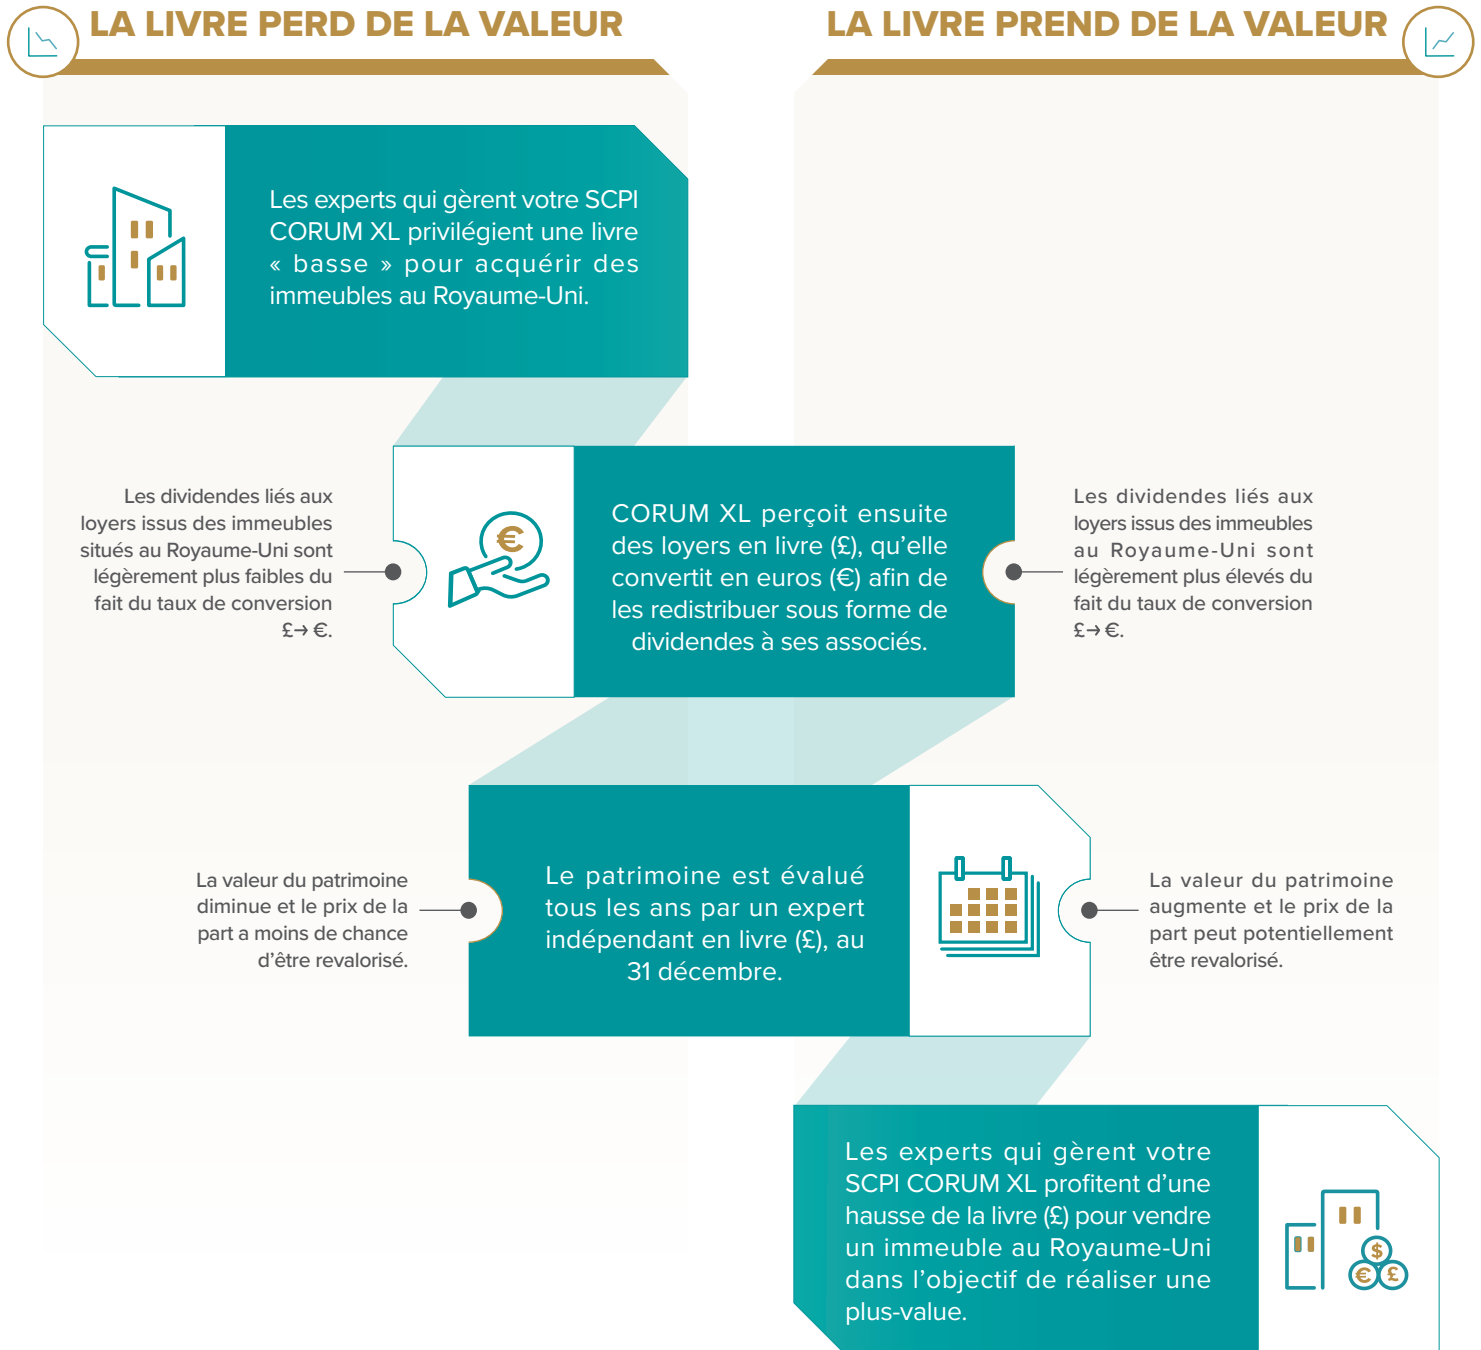 LA LIVRE PERD DE LA VALEUR
LA LIVRE PREND DE LA VALEUR
Les experts qui gèrent votre SCPI
CORUM XL privilégient une livre
« basse » pour acquérir des
immeubles au Royaume-Uni.
Les dividendes liés aux
loyers issus des immeubles
situés au Royaume-Uni sont
légèrement plus faibles du
fait du taux de conversion
£→ €.
€
CORUM XL perçoit ensuite
des loyers en livre (£), qu’elle
convertit en euros (€) afin de
les redistribuer sous forme de
dividendes à ses associés.
Les dividendes liés aux
loyers issus des immeubles
au Royaume-Uni sont
légèrement plus élevés du
fait du taux de conversion
£→ €.
La valeur du patrimoine
diminue et le prix de la
part a moins de chance
d’être revalorisé.
Le patrimoine est évalué
tous les ans par un expert
indépendant en livre (£), au
31 décembre.
La valeur du patrimoine
augmente et le prix de la
part peut potentiellement
être revalorisé.
Les experts qui gèrent votre
SCPI CORUM XL profitent d’une
hausse de la livre (£) pour vendre
un immeuble au Royaume-Uni
dans l’objectif de réaliser une
plus-value.
$
€ £